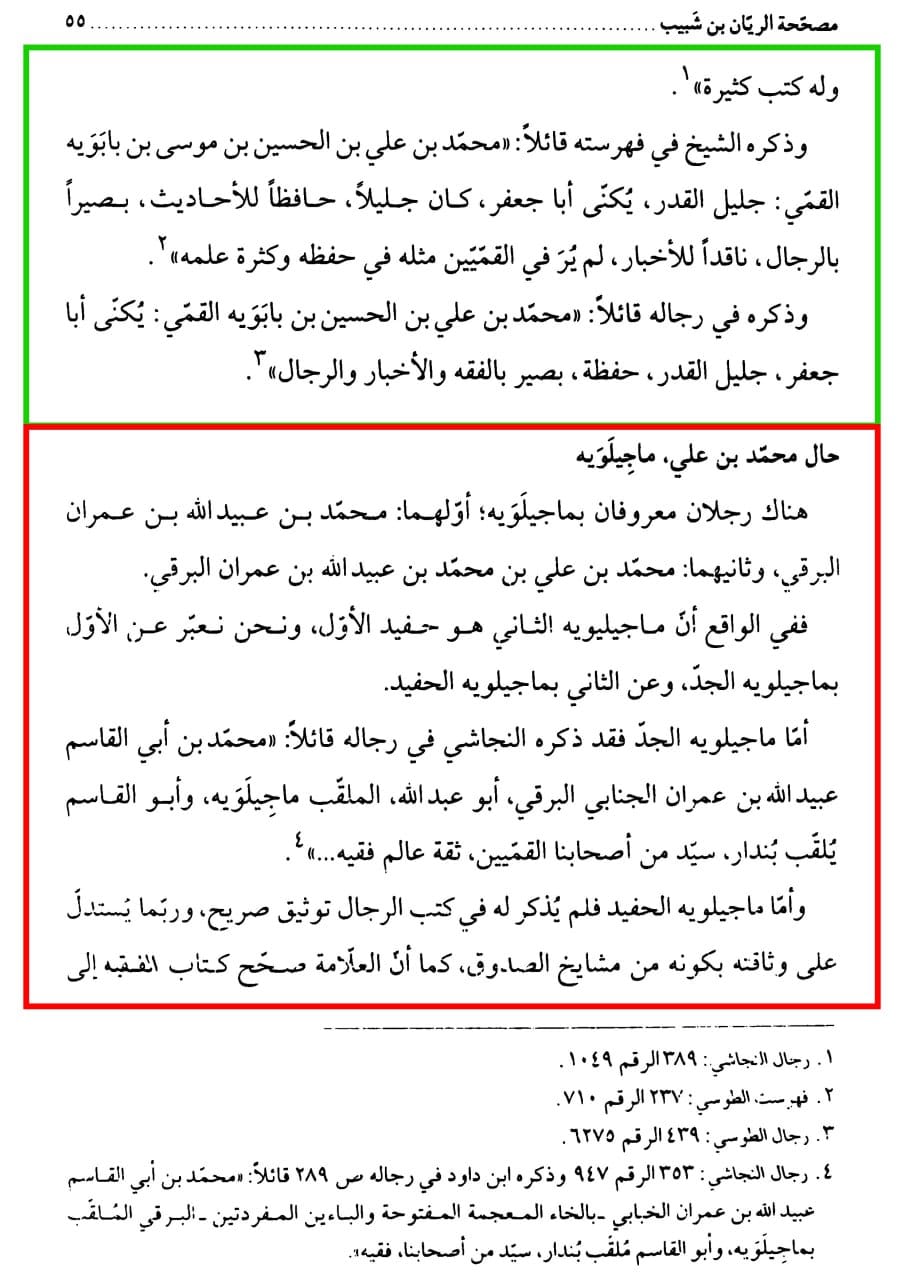 مصحّحة الريّان بن شَبيب ........................................................................ ٥٥
وله كتب كثيرة»١.
وذكره الشيخ في فهرسته قائلاً: «محمّد بن علي بن الحسين بن موسى بن بابَوَيه
القمّي: جليل القدر، يُكنّى أبا جعفر، كان جليلاً، حافظاً للأحاديث، بصيراً
بالرجال، ناقداً للأخبار، لم يُرَ في القمّيّين مثله في حفظه وكثرة علمه»٢.
وذكره في رجاله قائلاً: «محمّد بن علي بن الحسين بن بابَوَيه القمّي: يُكنّى أبا
جعفر، جليل القدر، حفظة، بصير بالفقه والأخبار والرجال»٣.
حال محمّد بن علي، ماجِيلَوَيه
هناك رجلان معروفان بماجيلَوَيه؛ أوّلهما: محمّد بن عبيد الله بن عمران
البرقي، وثانيهما: محمّد بن علي بن محمّد بن عبيد الله بن عمران البرقي.
ففي الواقع أنّ ماجيليويه الثاني هو حفيد الأوّل، ونحن نعبّر عن الأوّل
بماجيلويه الجدّ، وعن الثاني بماجيلويه الحفيد.
أمّا ماجيلويه الجدّ فقد ذكره النجاشي في رجاله قائلاً: «محمّد بن أبي القاسم
عبيد الله بن عمران الجنابي البرقي، أبو عبد الله، الملقّب ماجِيلَوَيه، وأبو القاسم
يُلقّب بُندار، سيّد من أصحابنا القمّيين، ثقة عالم فقيه...»٤.
وأمّا ماجيلويه الحفيد فلم يُذكر له في كتب الرجال توثيق صريح، وربّما يُستدلّ
على وثاقته بكونه من مشايخ الصدوق، كما أنّ العلّامة صحّح كتاب الفقيه إلى
١. رجال النجاشي: ٣٨٩ الرقم ١٠٤٩.
٢. فهرست الطوسي: ٢٣٧ الرقم ٧١٠.
٣. رجال الطوسي: ٤٣٩ الرقم ٦٢٧٥.
٤. رجال النجاشي: ٣٥٣ الرقم ٩٤٧ وذكره ابن داود في رجاله ص ٢٨٩ قائلاً: «محمّد بن أبي القاسم
عبيد الله بن عمران الخبابي ـ بالخاء المعجمة المفتوحة والباءين المفردتين ـ البرقي المُلقّب
بماجيلَوَيه، وأبو القاسم مُلقّب بُندار، سيّد من أصحابنا، فقيه».